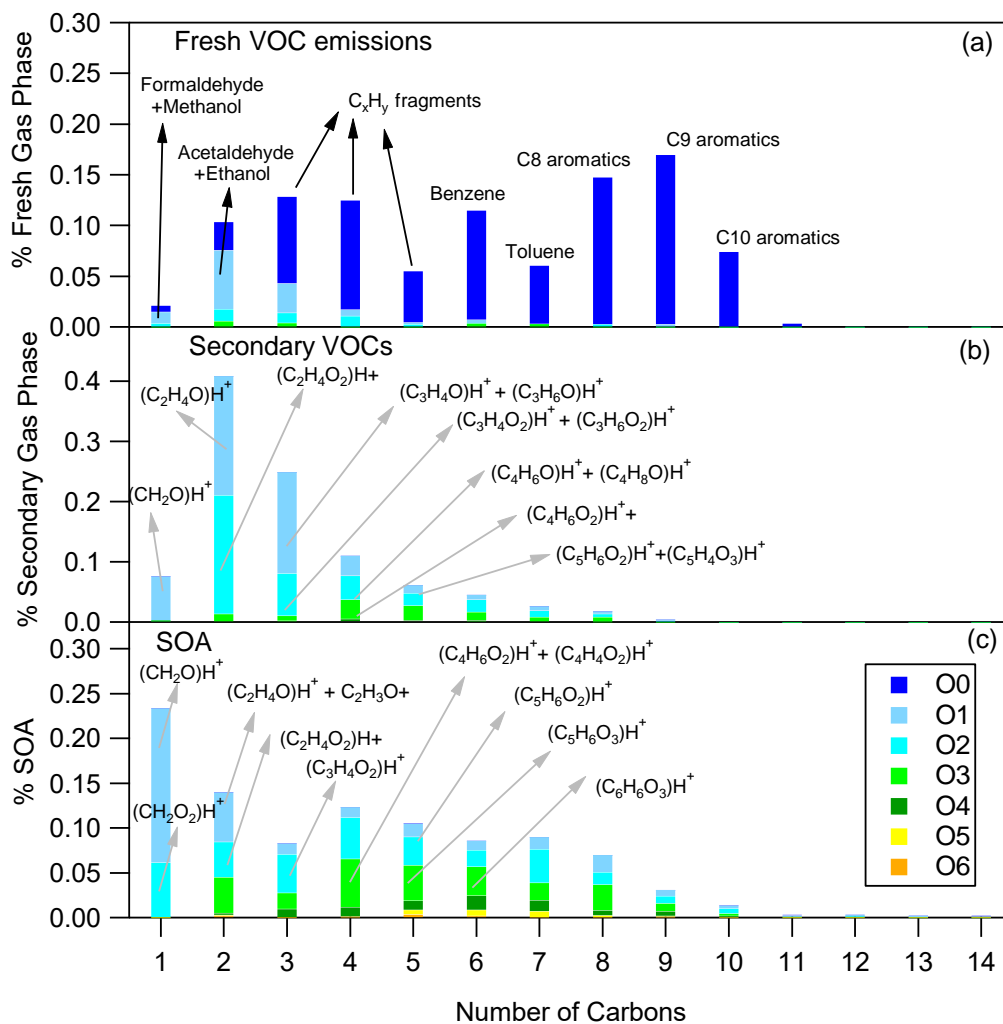 Fresh VOC emissions
(a)
Formaldehyde
+Methanol
CxHy fragments
Acetaldehyde
+Ethanol
Benzene
Toluene
C8 aromatics
C9 aromatics
C10 aromatics
% Fresh Gas Phase
0.30
0.25
0.20
0.15
0.10
0.05
0.00
Secondary VOCs
(b)
(C2H4O2)H+
(C2H4O)H+
(CH2O)H+
(C3H4O)H+ + (C3H6O)H+
(C3H4O2)H+ + (C3H6O2)H+
(C4H6O)H+ + (C4H8O)H+
(C4H6O2)H+ +
(C5H6O2)H+ +(C5H4O3)H+
% Secondary Gas Phase
0.4
0.3
0.2
0.1
0.0
SOA
(c)
(CH2O)H+
(C2H4O)H+ + C2H3O+
(C2H4O2)H+
(C3H4O2)H+
(CH2O2)H+
(C4H6O2)H+ + (C4H4O2)H+
(C5H6O2)H+
(C5H6O3)H+
(C6H6O3)H+
% SOA
0.30
0.25
0.20
0.15
0.10
0.05
0.00
O0
O1
O2
O3
O4
O5
O6
1 2 3 4 5 6 7 8 9 10 11 12 13 14
Number of Carbons